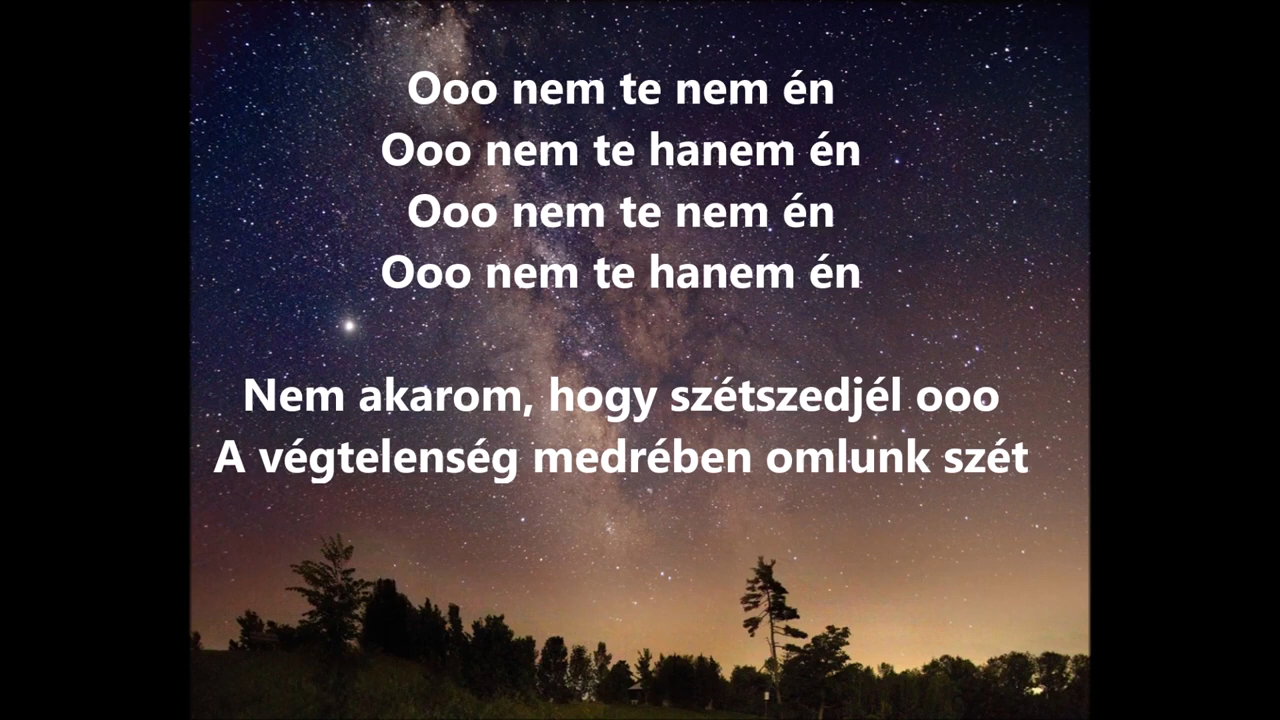 Ooo nem te nem én
Ooo nem te hanem én
Ooo nem te nem én
Ooo nem te hanem én
Nem akarom, hogy szétszedjél ooo
A végtelenség medrében omlunk szét